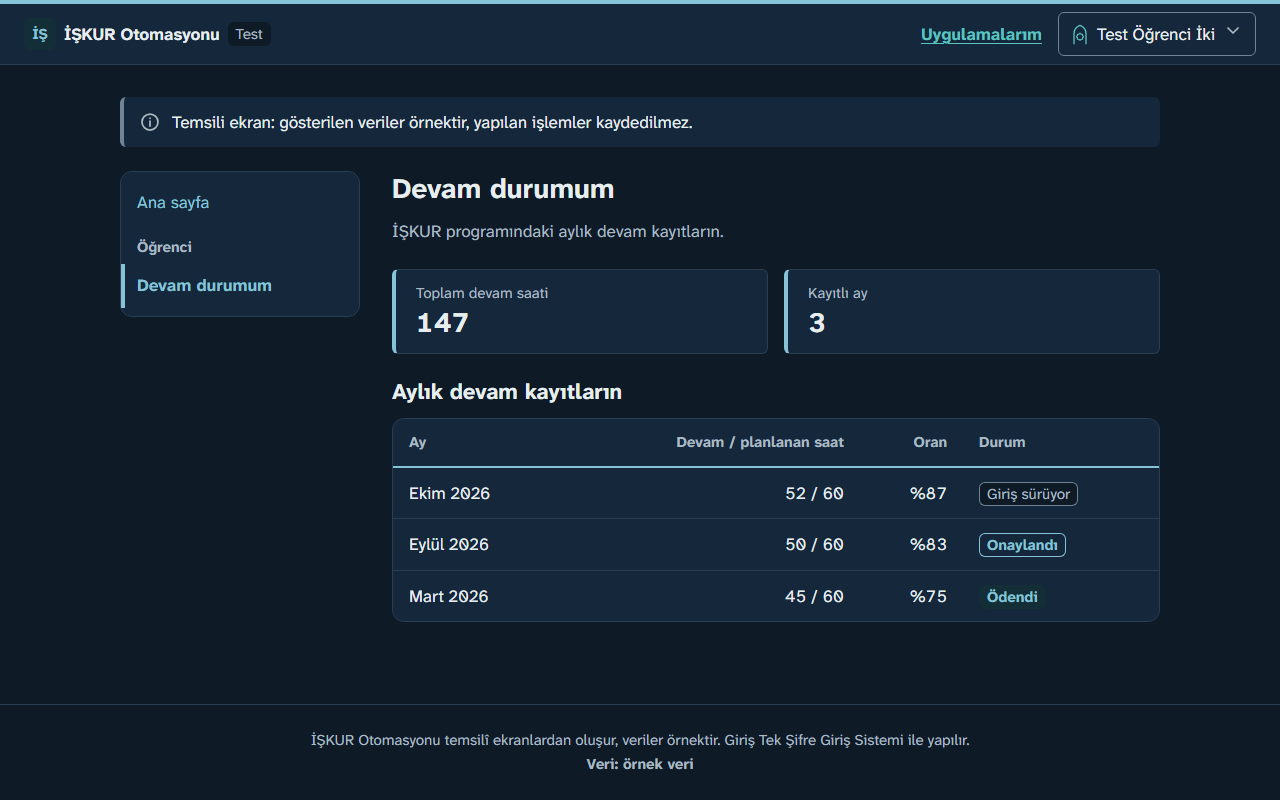 İŞ İŞKUR Otomasyonu Test
Uygulamalarım Test Öğrenci İki
Temsili ekran: gösterilen veriler örnektir, yapılan işlemler kaydedilmez.
Ana sayfa
Öğrenci
Devam durumum
Devam durumum
İŞKUR programındaki aylık devam kayıtların.
Toplam devam saati
147
Kayıtlı ay
3
Aylık devam kayıtların
Ay Devam / planlanan saat Oran Durum
Ekim 2026 52 / 60 %87 Giriş sürüyor
Eylül 2026 50 / 60 %83 Onaylandı
Mart 2026 45 / 60 %75 Ödendi
İŞKUR Otomasyonu temsilî ekranlardan oluşur, veriler örnektir. Giriş Tek Şifre Giriş Sistemi ile yapılır.
Veri: örnek veri